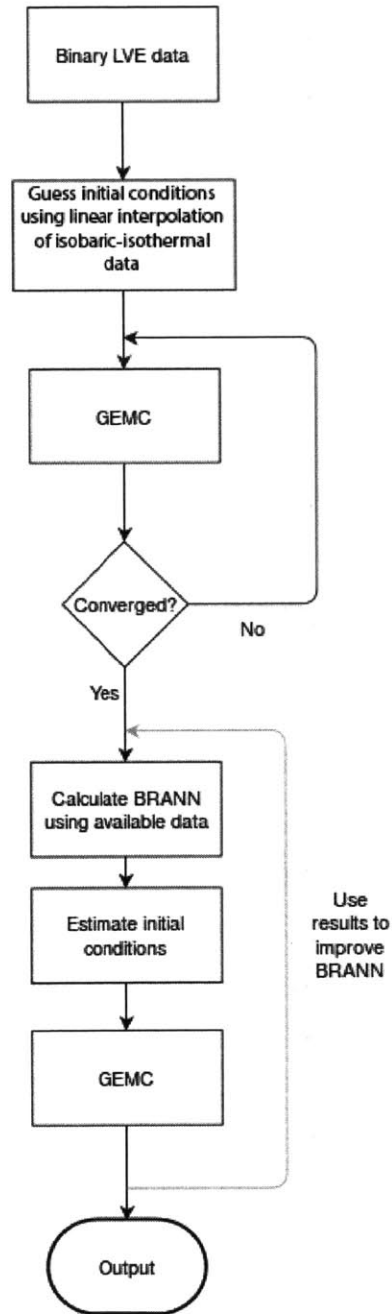 Binary LVE data
Guess initial conditions
using linear interpolation
of isobaric-isothermal
data
GEMC
Converged?
No
Yes
Calculate BRANN
using available data
Estimate initial
conditions
Use
results to
improve
BRANN
GEMC
Output